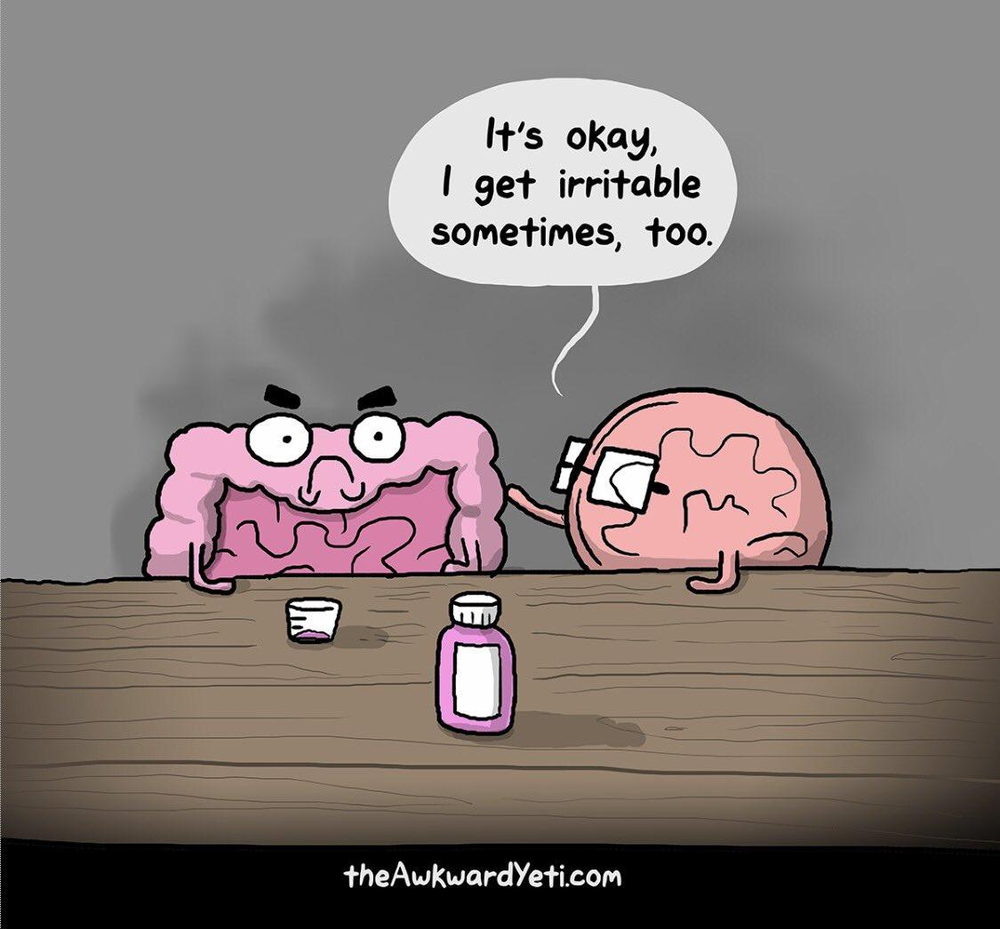 It's okay,
I get irritable
sometimes, too.
theAwkwardYeti.com